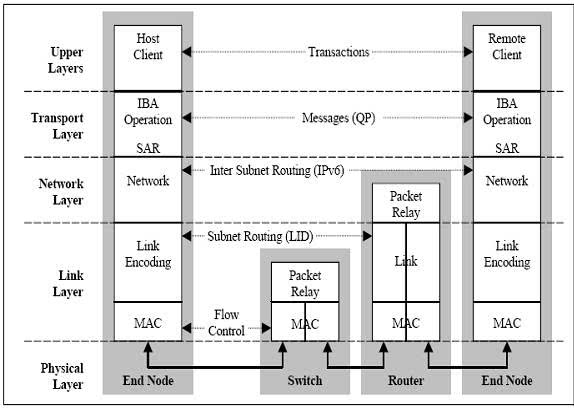 Upper
Layers
Host
Client
Transactions
Remote
Client
Transport
Layer
IBA
Operation
SAR
Messages (QP)
IBA
Operation
SAR
Network
Layer
Network
Inter Subnet Routing (IPv6)
Network
Packet
Relay
Link
Layer
Link
Encoding
Subnet Routing (LID)
Link
Link
Encoding
Packet
Relay
MAC
Flow
Control
MAC
MAC
MAC
Physical
Layer
End Node
Switch
Router
End Node